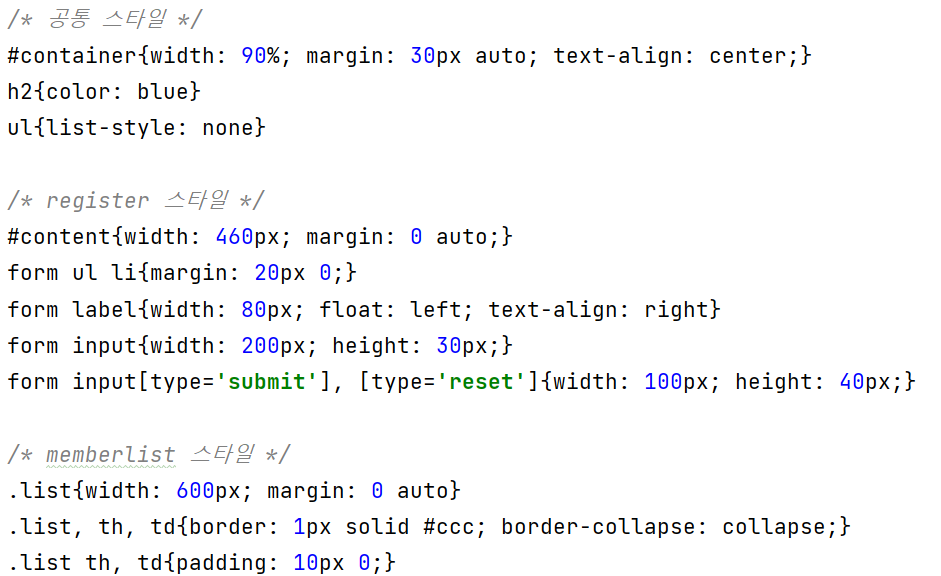 /* 공통 스타일 */
#container{width: 90%; margin: 30px auto; text-align: center;}
h2{color: blue}
ul{list-style: none}
/* register 스타일 */
#content{width: 460px; margin: 0 auto;}
form ul li{margin: 20px 0;}
form label{width: 80px; float: left; text-align: right}
form input{width: 200px; height: 30px;}
form input[type='submit'], [type='reset']{width: 100px; height: 40px;}
/* memberlist 스타일 */
.list{width: 600px; margin: 0 auto}
.list, th, td{border: 1px solid #ccc; border-collapse: collapse;}
.list th, td{padding: 10px 0;}